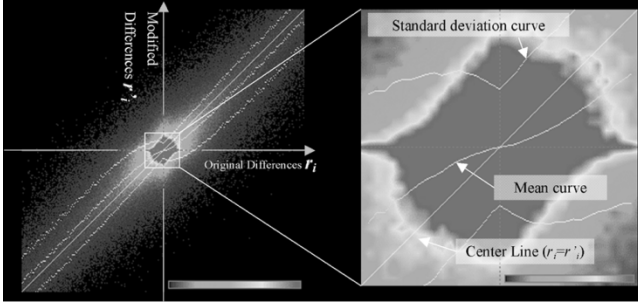 Modified
Differences r'i
Original Differences ri
Standard deviation curve
Mean curve
Center Line (ri=r'i)